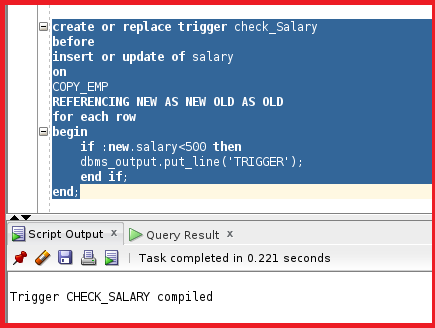 create or replace trigger check_Salary
before
insert or update of salary
on
COPY_EMP
REFERENCING NEW AS NEW OLD AS OLD
for each row
begin
if :new.salary<500 then
dbms_output.put_line('TRIGGER');
end if;
end;
Script Output x Query Result x
Task completed in 0.221 seconds
Trigger CHECK_SALARY compiled